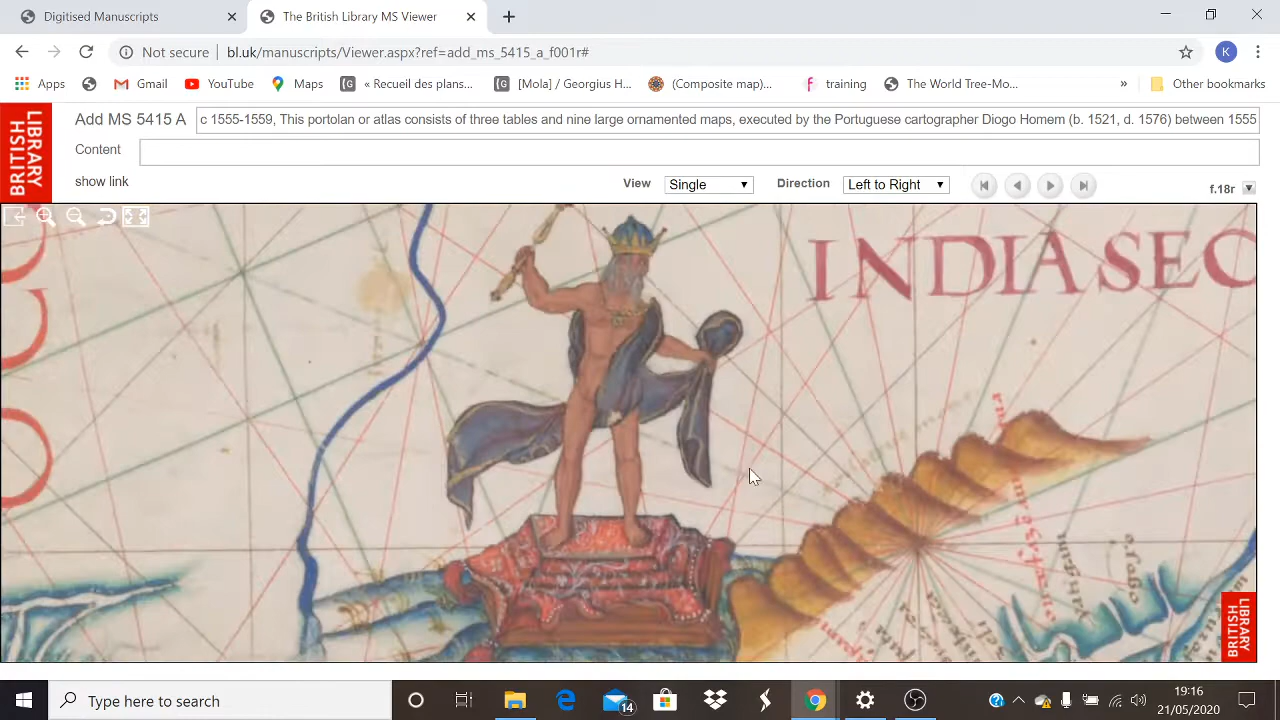 Digitised Manuscripts
The British Library MS Viewer
Not secure
bl.uk/manuscripts/Viewer.aspx?ref=add_ms_5415_a_f001r#
K
Apps
Gmail
YouTube
Maps
« Recueil des plans...
[Mola] / Georgius H...
(Composite map)...
training
The World Tree-Mo...
»
Other bookmarks
LIBRARY
BRITISH
Add MS 5415 A
c 1555-1559, This portolan or atlas consists of three tables and nine large ornamented maps, executed by the Portuguese cartographer Diogo Homem (b. 1521, d. 1576) between 1555
Content
show link
View
Single
Direction
Left to Right
f.18r
INDIA SEC
LIBRARY
BRITISH
Type here to search
14
19:16
21/05/2020